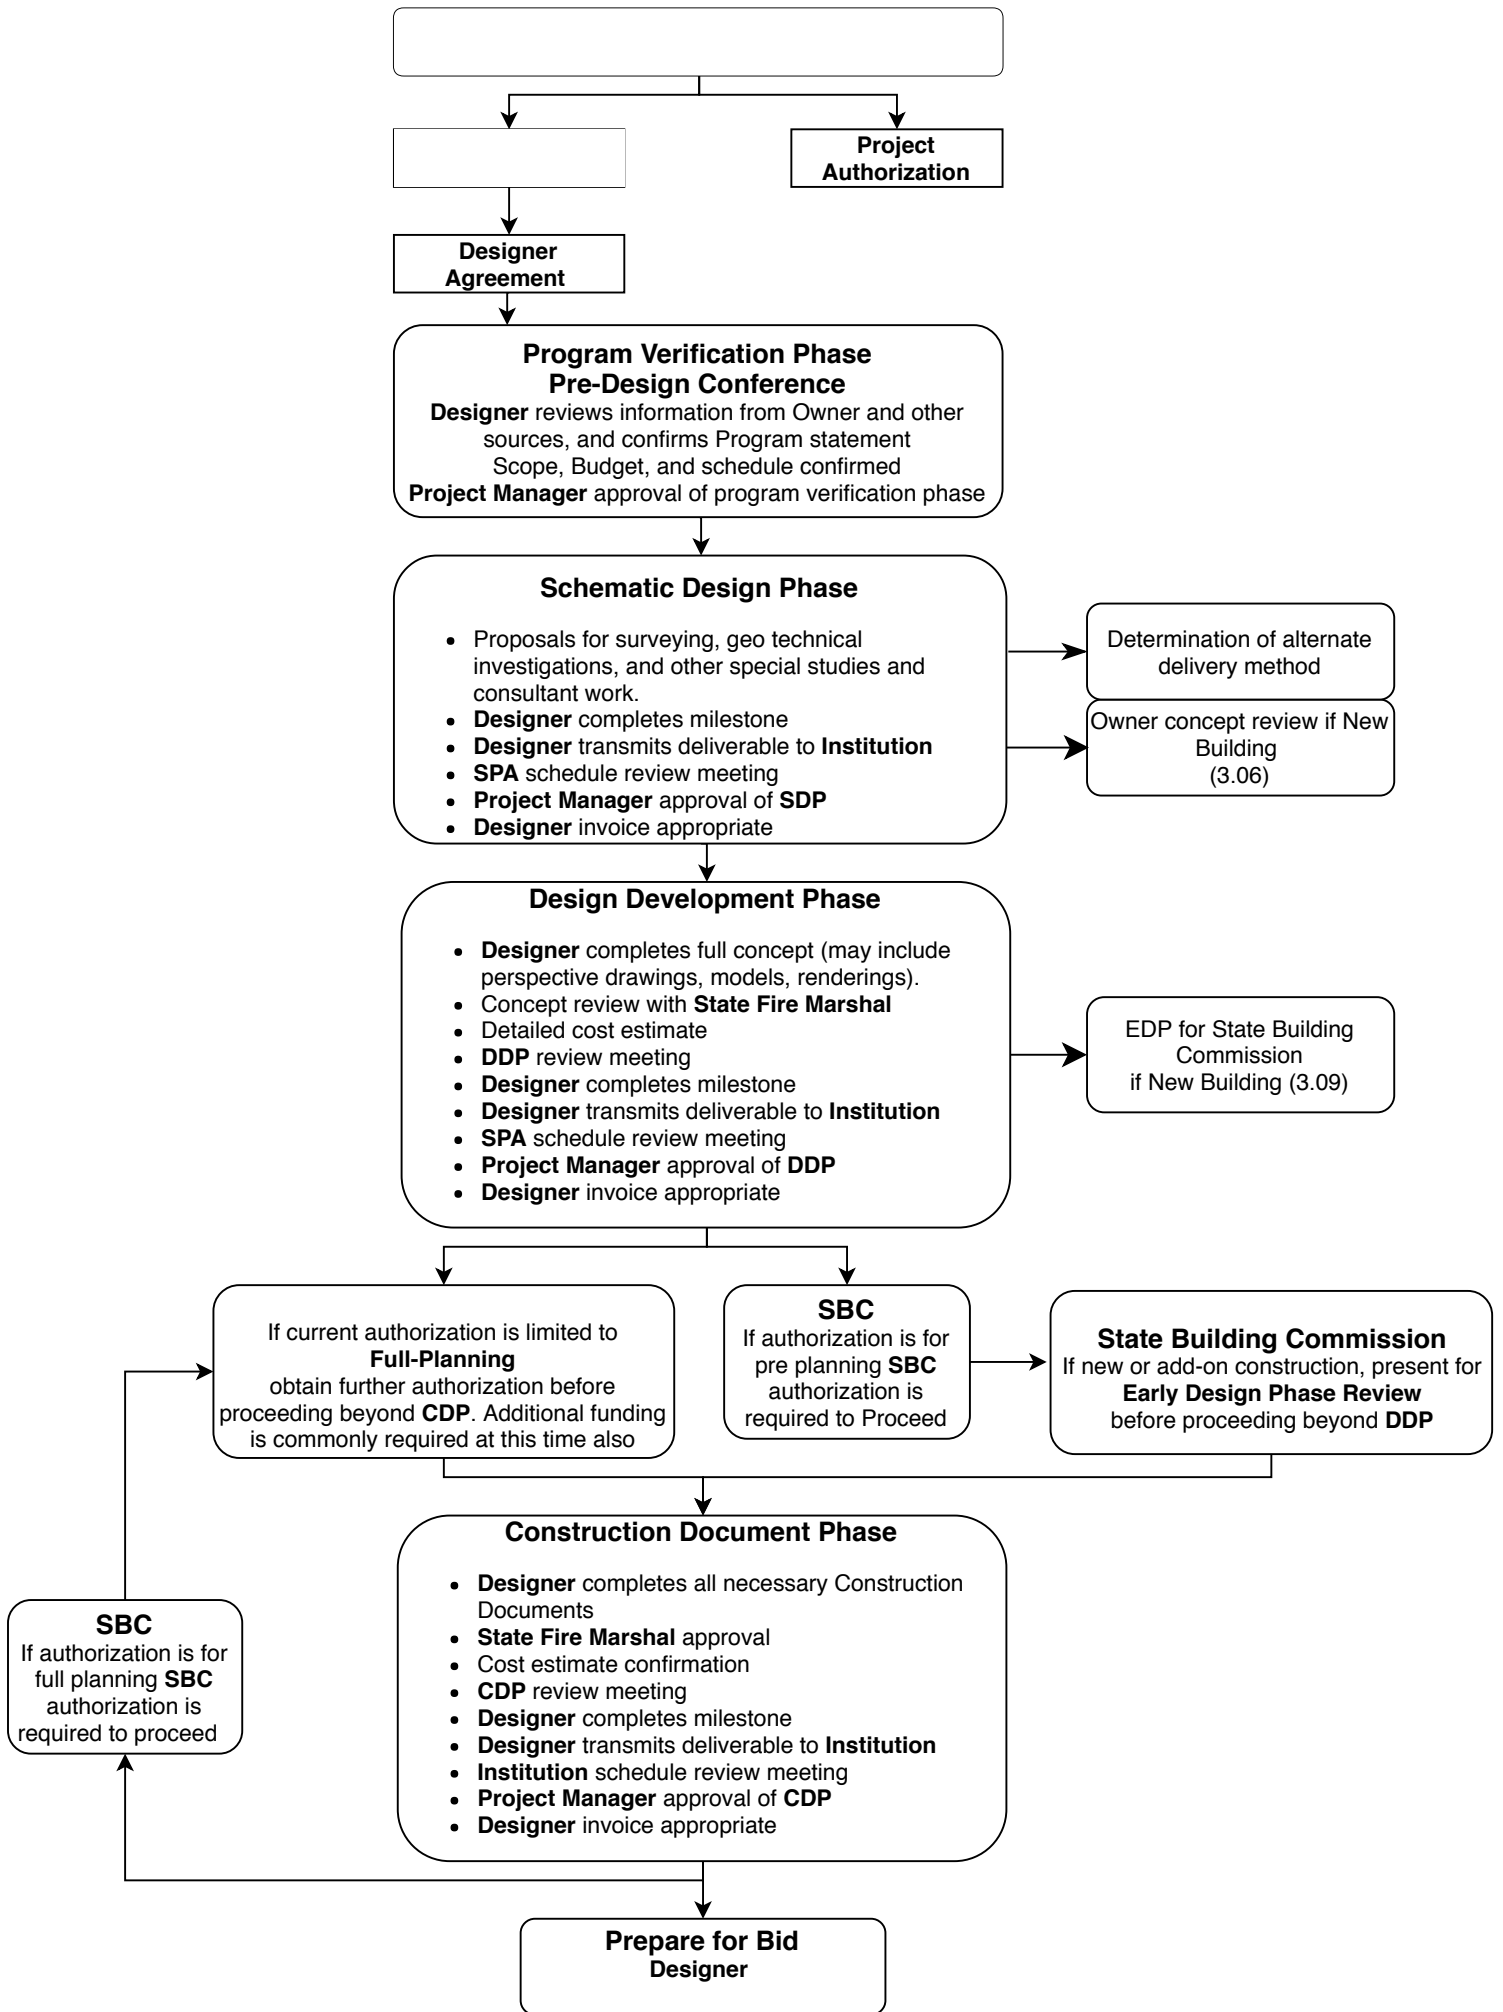 Project
Authorization
Designer
Agreement
Program Verification Phase
Pre-Design Conference
Designer reviews information from Owner and other
sources, and confirms Program statement
Scope, Budget, and schedule confirmed
Project Manager approval of program verification phase
Schematic Design Phase
• Proposals for surveying, geo technical
investigations, and other special studies and
consultant work.
• Designer completes milestone
• Designer transmits deliverable to Institution
• SPA schedule review meeting
• Project Manager approval of SDP
• Designer invoice appropriate
Determination of alternate
delivery method
Owner concept review if New
Building
(3.06)
Design Development Phase
• Designer completes full concept (may include
perspective drawings, models, renderings).
• Concept review with State Fire Marshal
• Detailed cost estimate
• DDP review meeting
• Designer completes milestone
• Designer transmits deliverable to Institution
• SPA schedule review meeting
• Project Manager approval of DDP
• Designer invoice appropriate
EDP for State Building
Commission
if New Building (3.09)
If current authorization is limited to
Full-Planning
obtain further authorization before
proceeding beyond CDP. Additional funding
is commonly required at this time also
SBC
If authorization is for
pre planning SBC
authorization is
required to Proceed
State Building Commission
If new or add-on construction, present for
Early Design Phase Review
before proceeding beyond DDP
Construction Document Phase
• Designer completes all necessary Construction
Documents
• State Fire Marshal approval
• Cost estimate confirmation
• CDP review meeting
• Designer completes milestone
• Designer transmits deliverable to Institution
• Institution schedule review meeting
• Project Manager approval of CDP
• Designer invoice appropriate
SBC
If authorization is for
full planning SBC
authorization is
required to proceed
Prepare for Bid
Designer